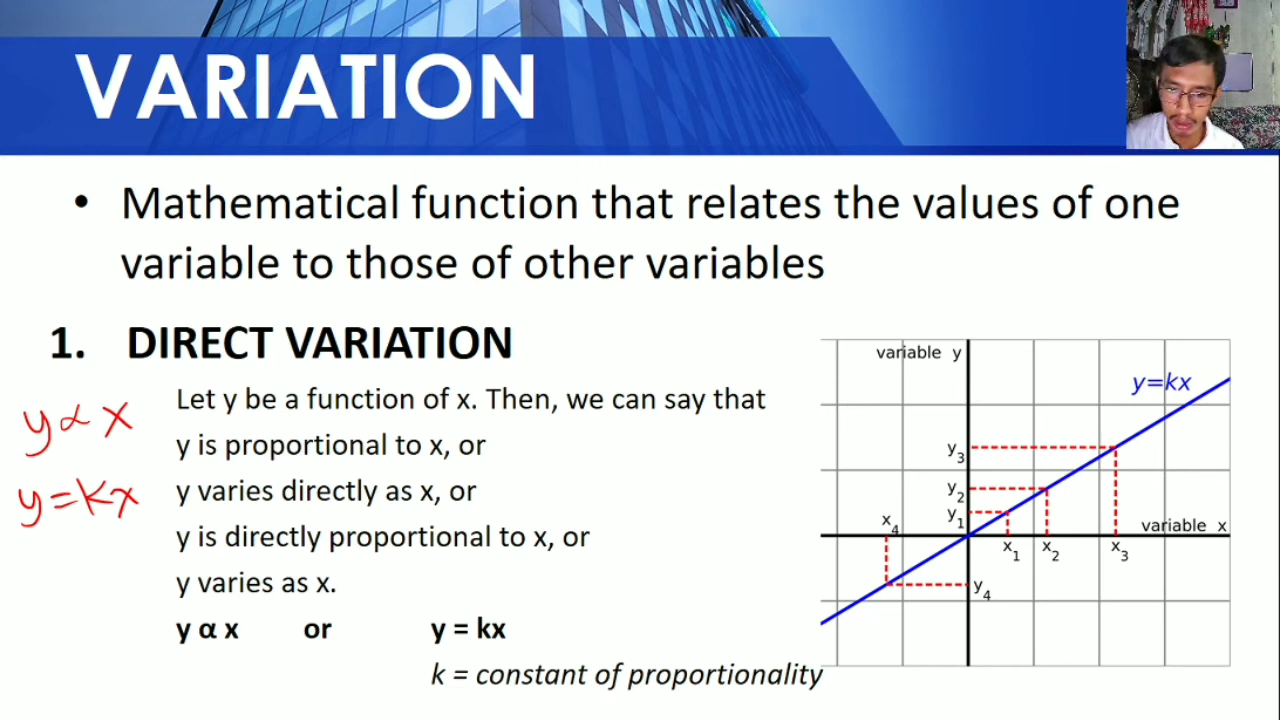 VARIATION
• Mathematical function that relates the values of one
variable to those of other variables
1. DIRECT VARIATION
Let y be a function of x. Then, we can say that
y is proportional to x, or
y varies directly as x, or
y is directly proportional to x, or
y varies as x.
y α x or y = kx
k = constant of proportionality
y ∝ x
y = kx
variable y
y=kx
y₃
y₂
y₁
x₄
variable x
x₁ x₂ x₃
y₄